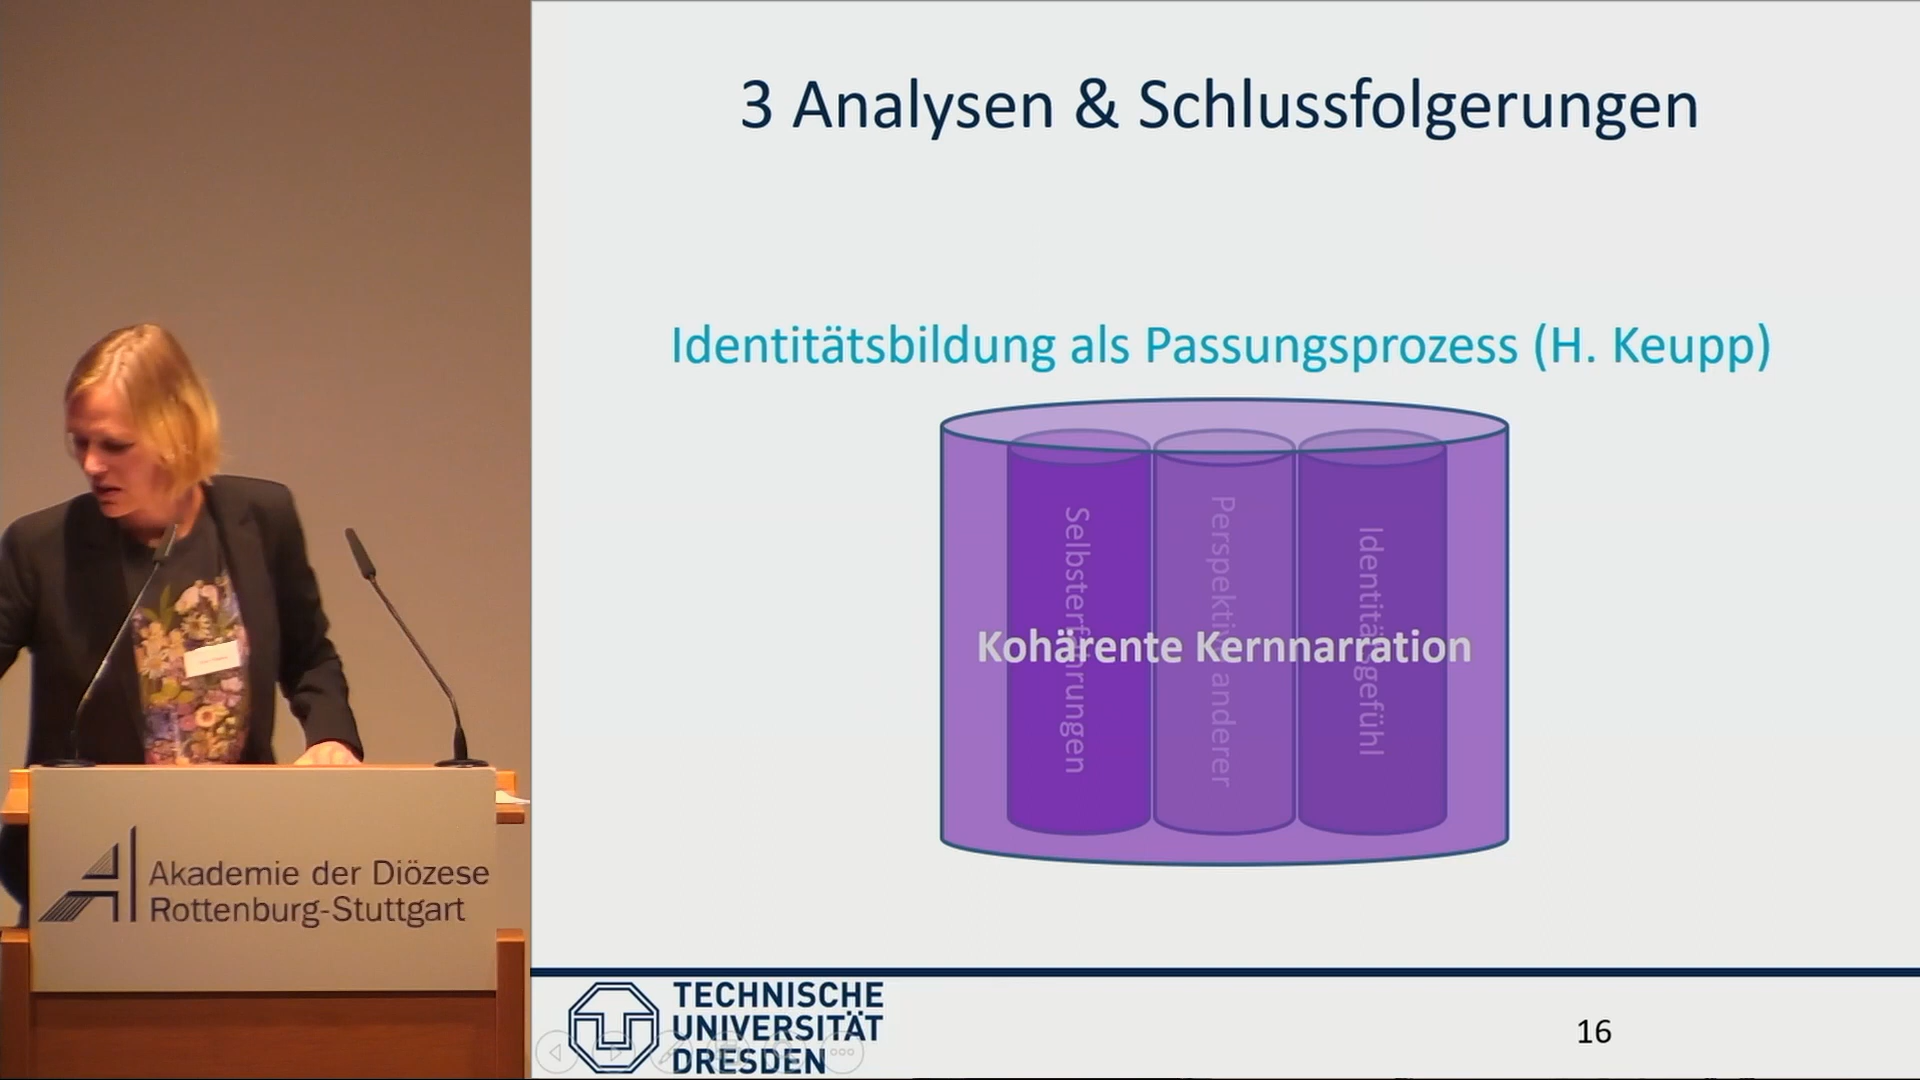 3 Analysen & Schlussfolgerungen
Identitätsbildung als Passungsprozess (H. Keupp)
Selbsterfahrungen
Perspektive anderer
Identitätsgefühl
Kohärente Kernnarration
Akademie der Diözese
Rottenburg-Stuttgart
TECHNISCHE
UNIVERSITÄT
DRESDEN
16